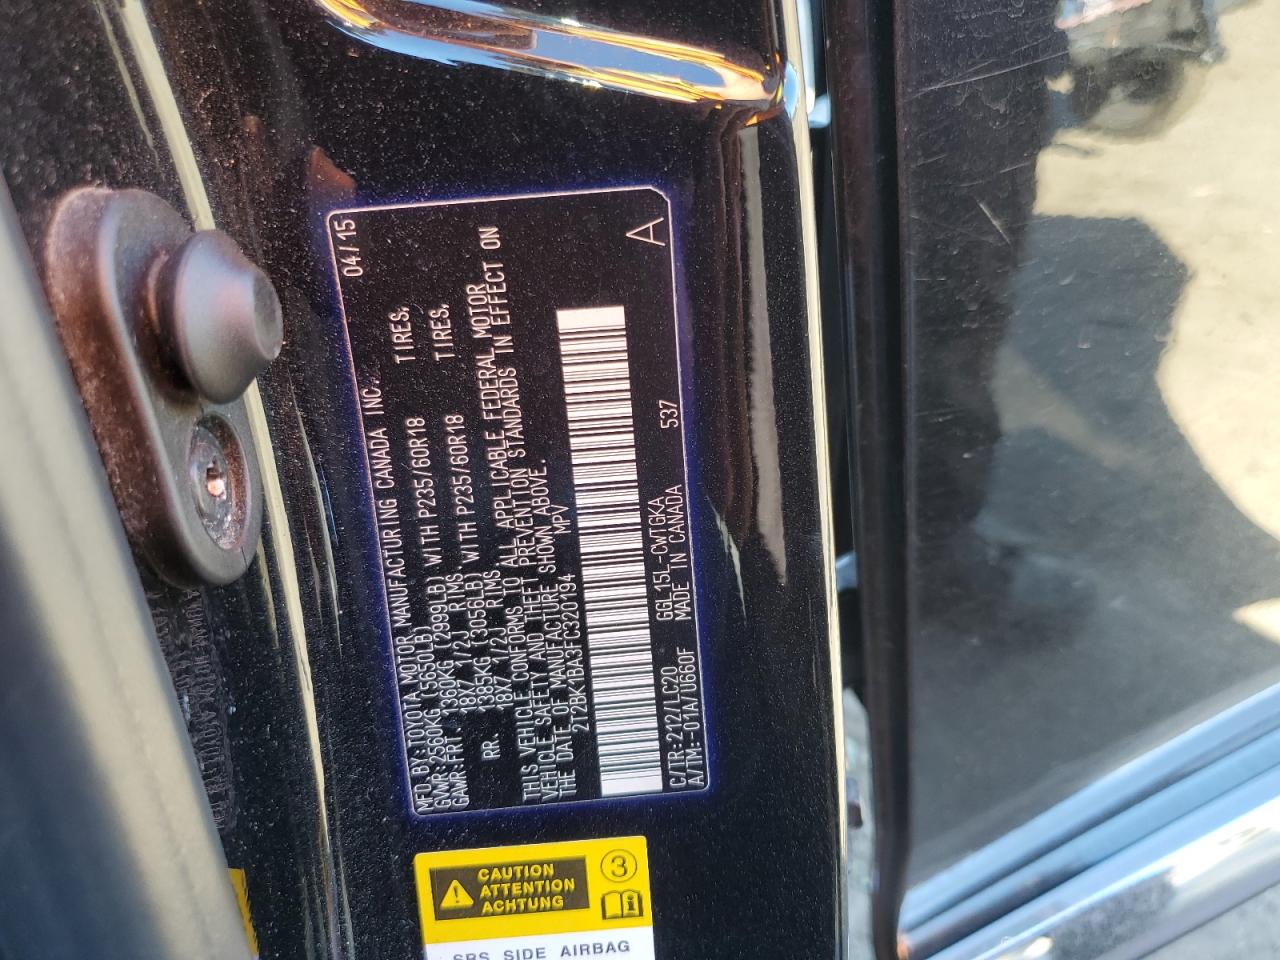 MFD. BY: TOYOTA MOTOR MANUFACTURING CANADA INC. 04/15
GVWR: 2560KG (5650LB)
GAWR: FRT. 1360KG (2999LB) WITH P235/60R18 TIRES,
18X7 1/2J RIMS
RR. 1385KG (3056LB) WITH P235/60R18 TIRES,
18X7 1/2J RIMS
THIS VEHICLE CONFORMS TO ALL APPLICABLE FEDERAL MOTOR
VEHICLE SAFETY AND THEFT PREVENTION STANDARDS IN EFFECT ON
THE DATE OF MANUFACTURE SHOWN ABOVE.
2T2BK1BA3FC320194 MPV
A
C/TR:212/LC20 GGL15L-CWTGKA 537
A/TM:-01A/U660F MADE IN CANADA
CAUTION
ATTENTION
ACHTUNG
3
SRS SIDE AIRBAG